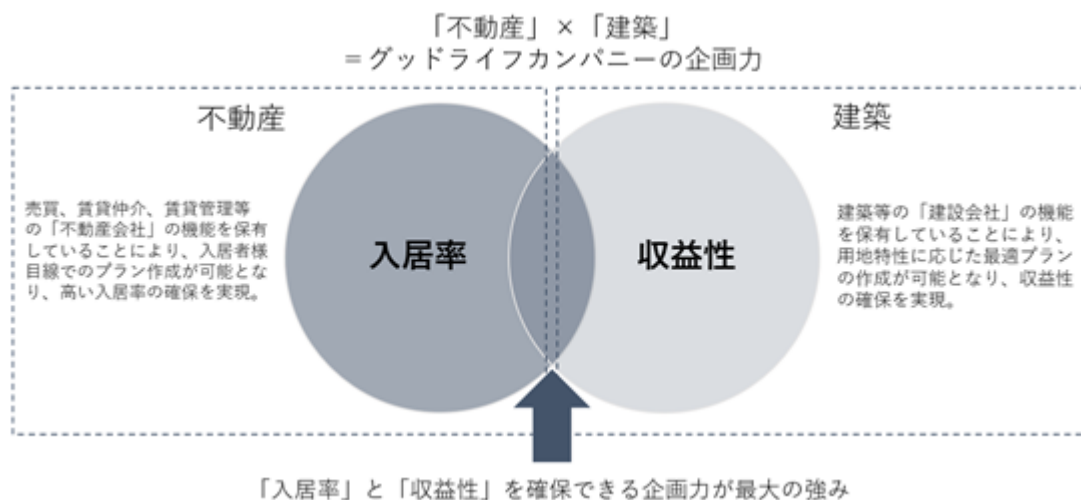 「不動産」×「建築」
＝グッドライフカンパニーの企画力
不動産
売買、賃貸仲介、賃貸管理等
の「不動産会社」の機能を保有
していることにより、入居者様
目線でのプラン作成が可能とな
り、高い入居率の確保を実現。
入居率
収益性
建築
建築等の「建設会社」の機能
を保有していることにより、
用地特性に応じた最適プラン
の作成が可能となり、収益性
の確保を実現。
「入居率」と「収益性」を確保できる企画力が最大の強み